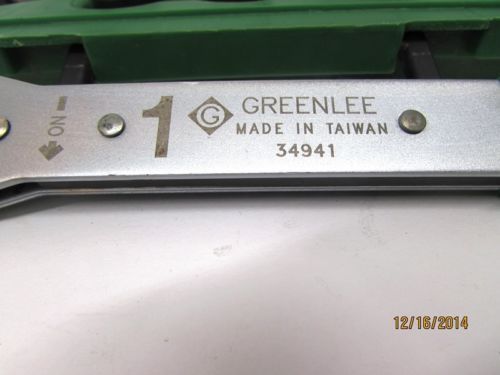 ON
1
G GREENLEE
MADE IN TAIWAN
34941
12/16/2014